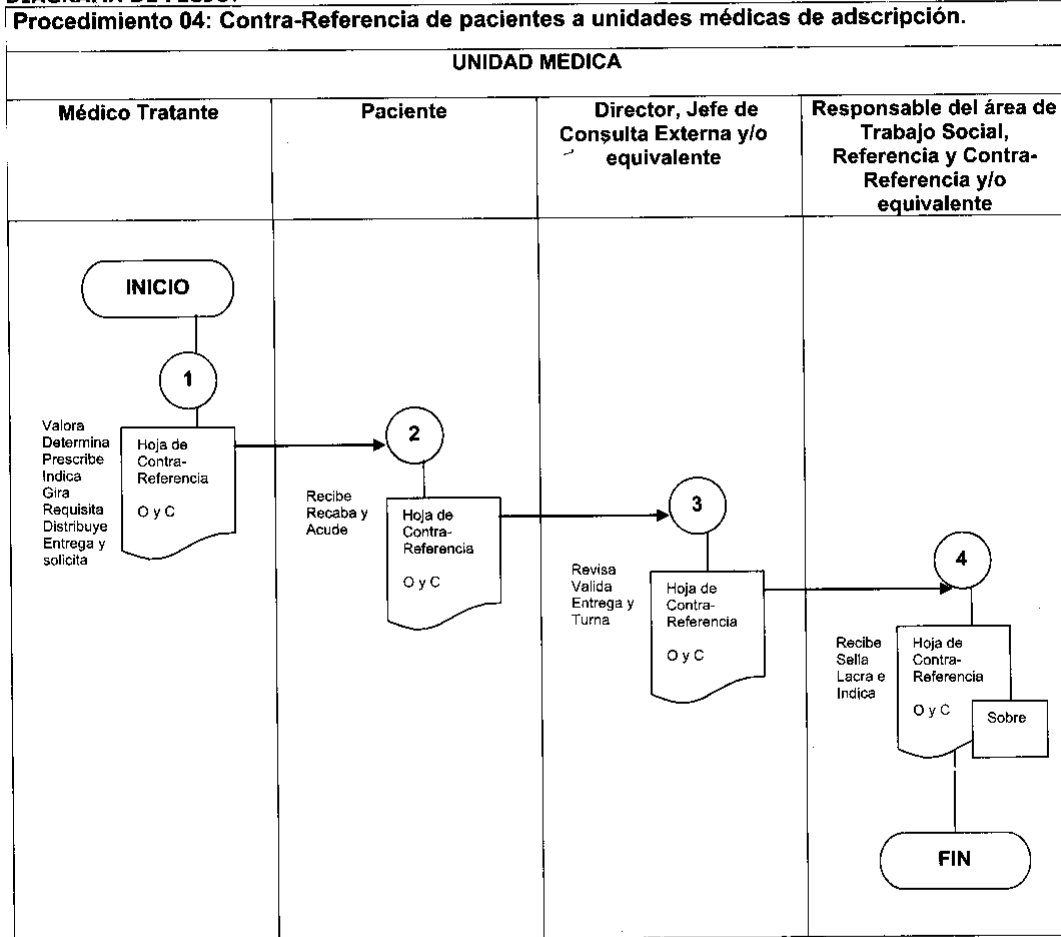 DIAGRAMA DE FLUJO:
Procedimiento 04: Contra-Referencia de pacientes a unidades médicas de adscripción.
UNIDAD MEDICA
Médico Tratante
Paciente
Director, Jefe de
Consulta Externa y/o
equivalente
Responsable del área de
Trabajo Social,
Referencia y Contra-
Referencia y/o
equivalente
INICIO
1
Valora
Determina
Prescribe
Indica
Gira
Requisita
Distribuye
Entrega y
solicita
Hoja de
Contra-
Referencia
O y C
2
Recibe
Recaba y
Acude
Hoja de
Contra-
Referencia
O y C
3
Revisa
Valida
Entrega y
Turna
Hoja de
Contra-
Referencia
O y C
4
Recibe
Sella
Lacra e
Indica
Hoja de
Contra-
Referencia
O y C
Sobre
FIN